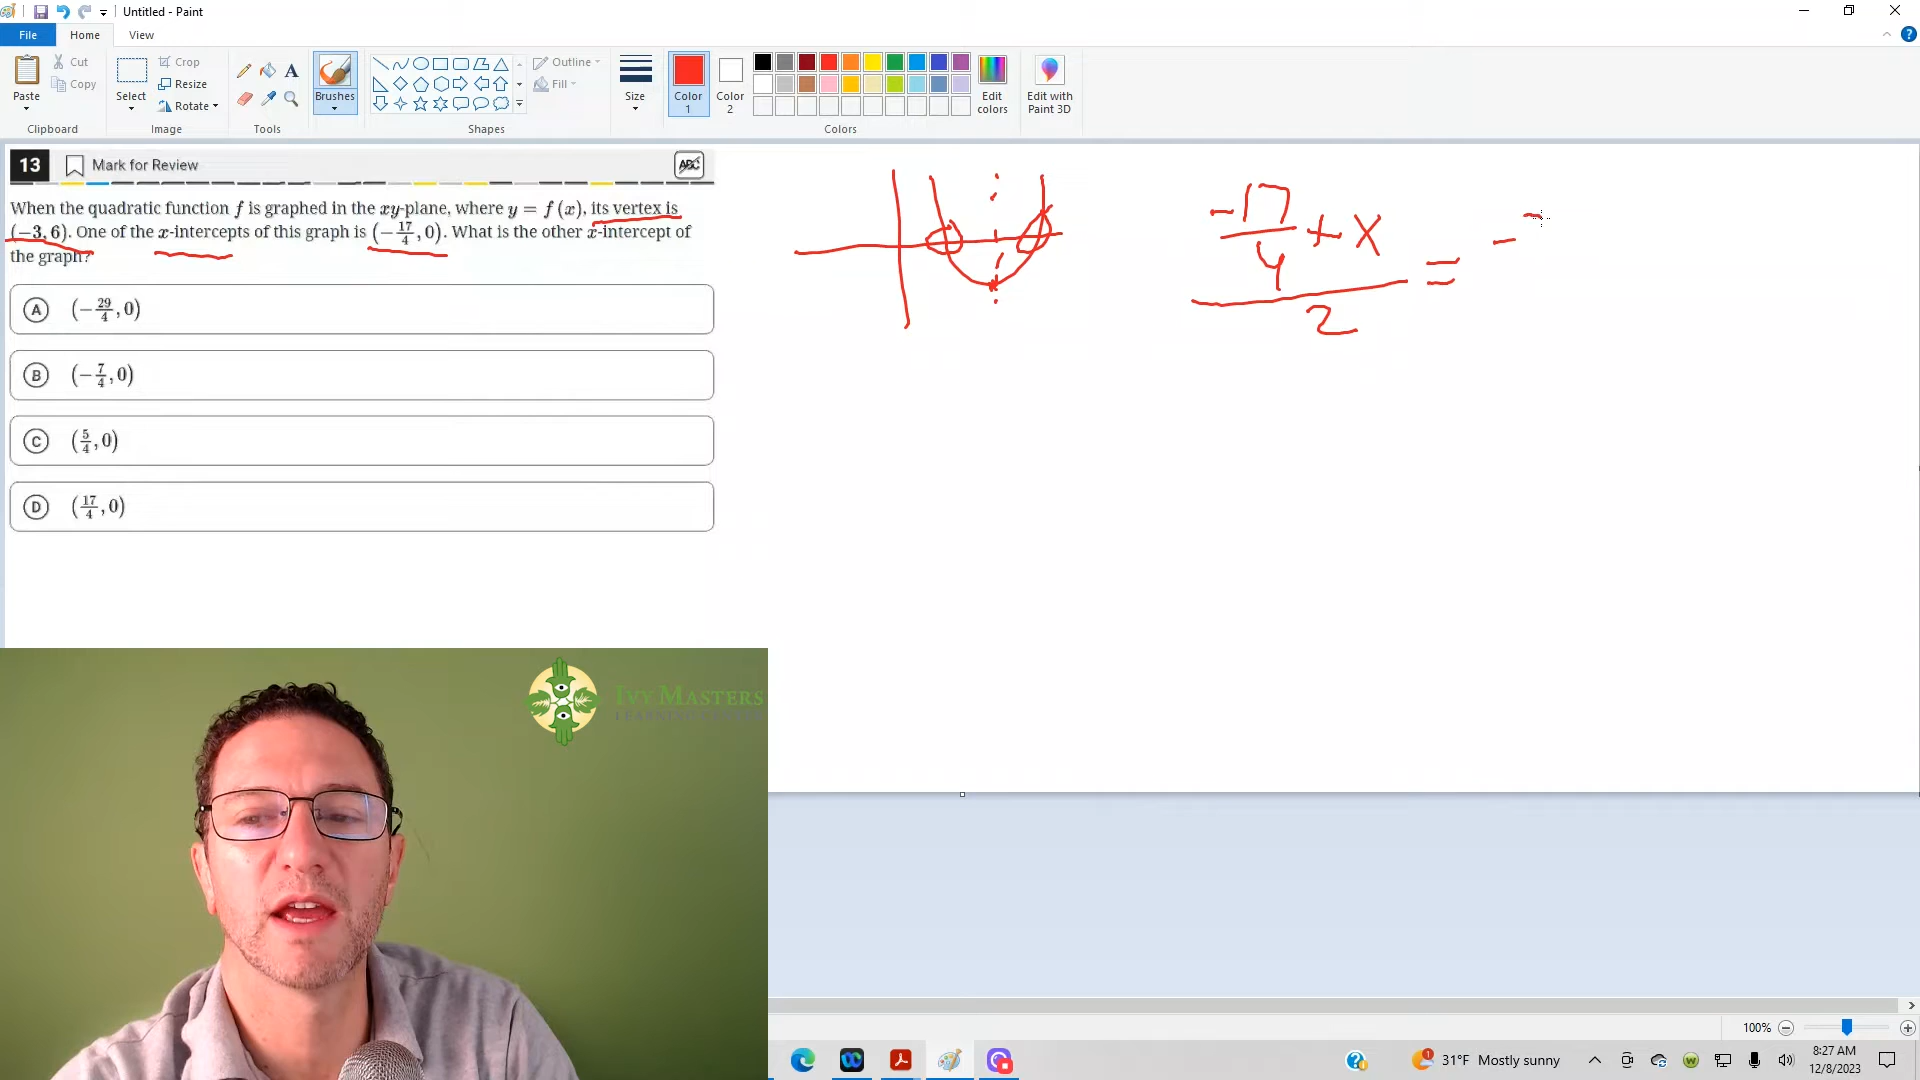 Untitled - Paint
File Home View
Paste
Cut
Copy
Clipboard
Select
Crop
Resize
Rotate
Image
Tools
Brushes
Shapes
Outline
Fill
Size
Color 1
Color 2
Colors
Edit colors
Edit with Paint 3D
13 Mark for Review ABC
When the quadratic function f is graphed in the xy-plane, where y = f(x), its vertex is
(−3, 6). One of the x-intercepts of this graph is (−17/4, 0). What is the other x-intercept of
the graph?
A (−29/4, 0)
B (−7/4, 0)
C (5/4, 0)
D (17/4, 0)
-17/4 + X
2
= -
IVY MASTERS
100%
31°F Mostly sunny
8:27 AM
12/8/2023